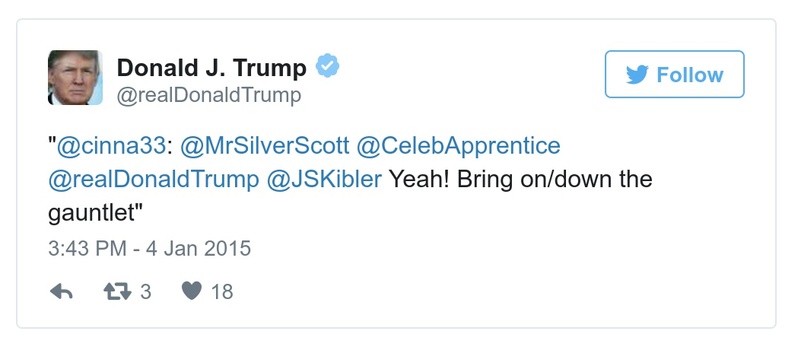 Donald J. Trump
@realDonaldTrump
Follow
"@cinna33: @MrSilverScott @CelebApprentice
@realDonaldTrump @JSKibler Yeah! Bring on/down the
gauntlet"
3:43 PM - 4 Jan 2015
3 18